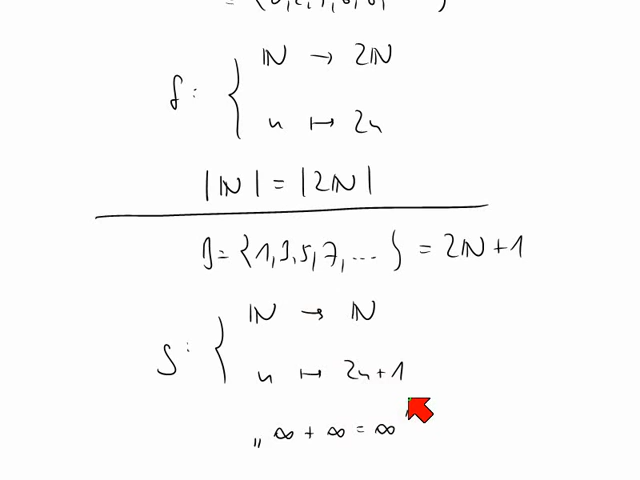 f: { ℕ → 2ℕ
n ↦ 2n
|ℕ| = |2ℕ|
= {1,3,5,7,...} = 2ℕ+1
{ ℕ → ℕ
n ↦ 2n+1
„ ∞ + ∞ = ∞